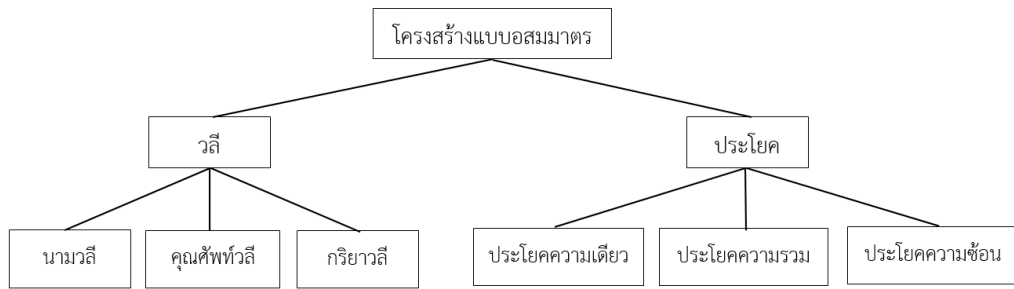 โครงสร้างแบบอสมมาตร
วลี
ประโยค
นามวลี
คุณศัพท์วลี
กริยาวลี
ประโยคความเดียว
ประโยคความรวม
ประโยคความซ้อน